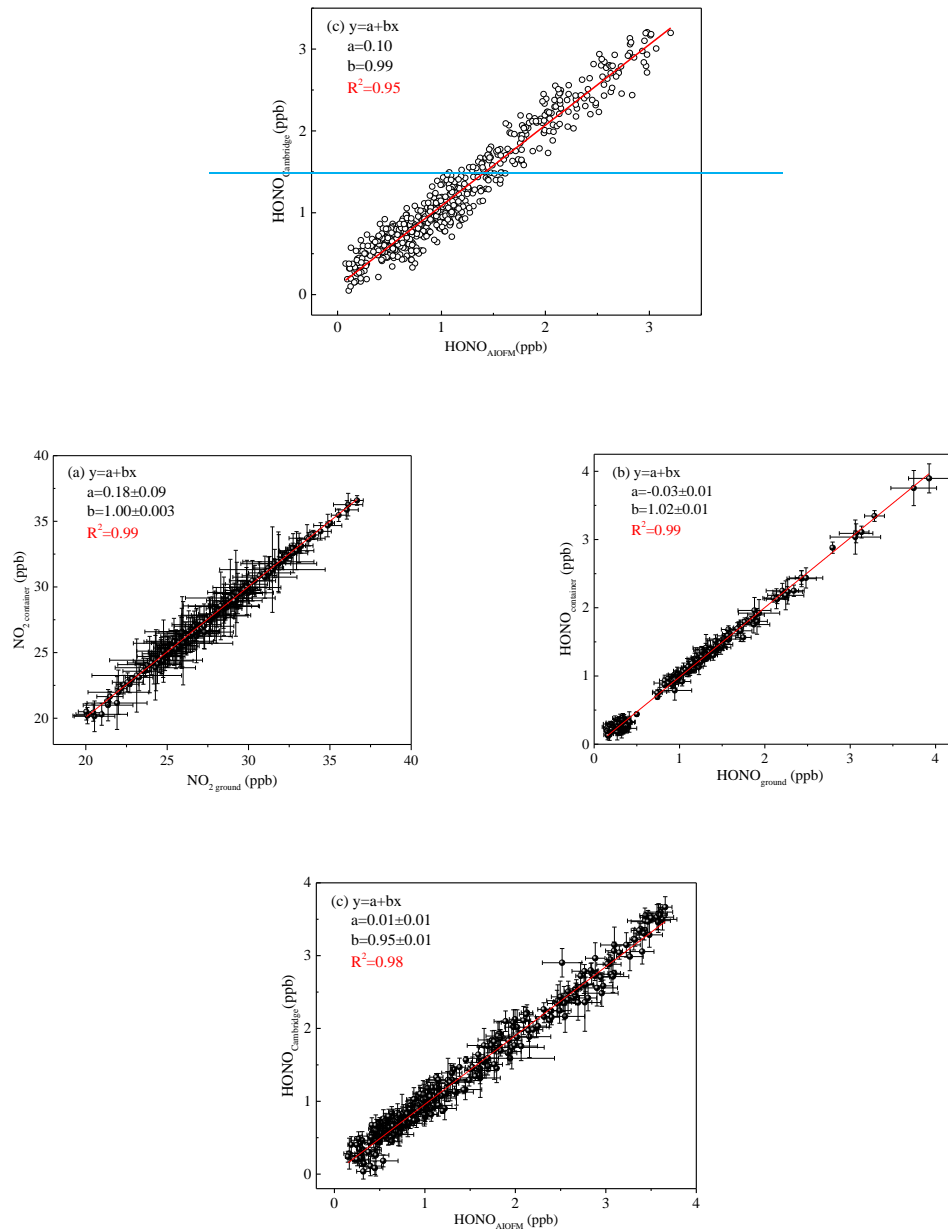 (c) y=a+bx
a=0.10
b=0.99
R²=0.95
3
2
1
0
HONO_Cambridge (ppb)
0 1 2 3
HONO_AIOFM (ppb)
(a) y=a+bx
a=0.18±0.09
b=1.00±0.003
R²=0.99
40
35
30
25
20
NO₂ container (ppb)
20 25 30 35 40
NO₂ ground (ppb)
(b) y=a+bx
a=-0.03±0.01
b=1.02±0.01
R²=0.99
4
3
2
1
0
HONO_container (ppb)
0 1 2 3 4
HONO_ground (ppb)
(c) y=a+bx
a=0.01±0.01
b=0.95±0.01
R²=0.98
4
3
2
1
0
HONO_Cambridge (ppb)
0 1 2 3 4
HONO_AIOFM (ppb)